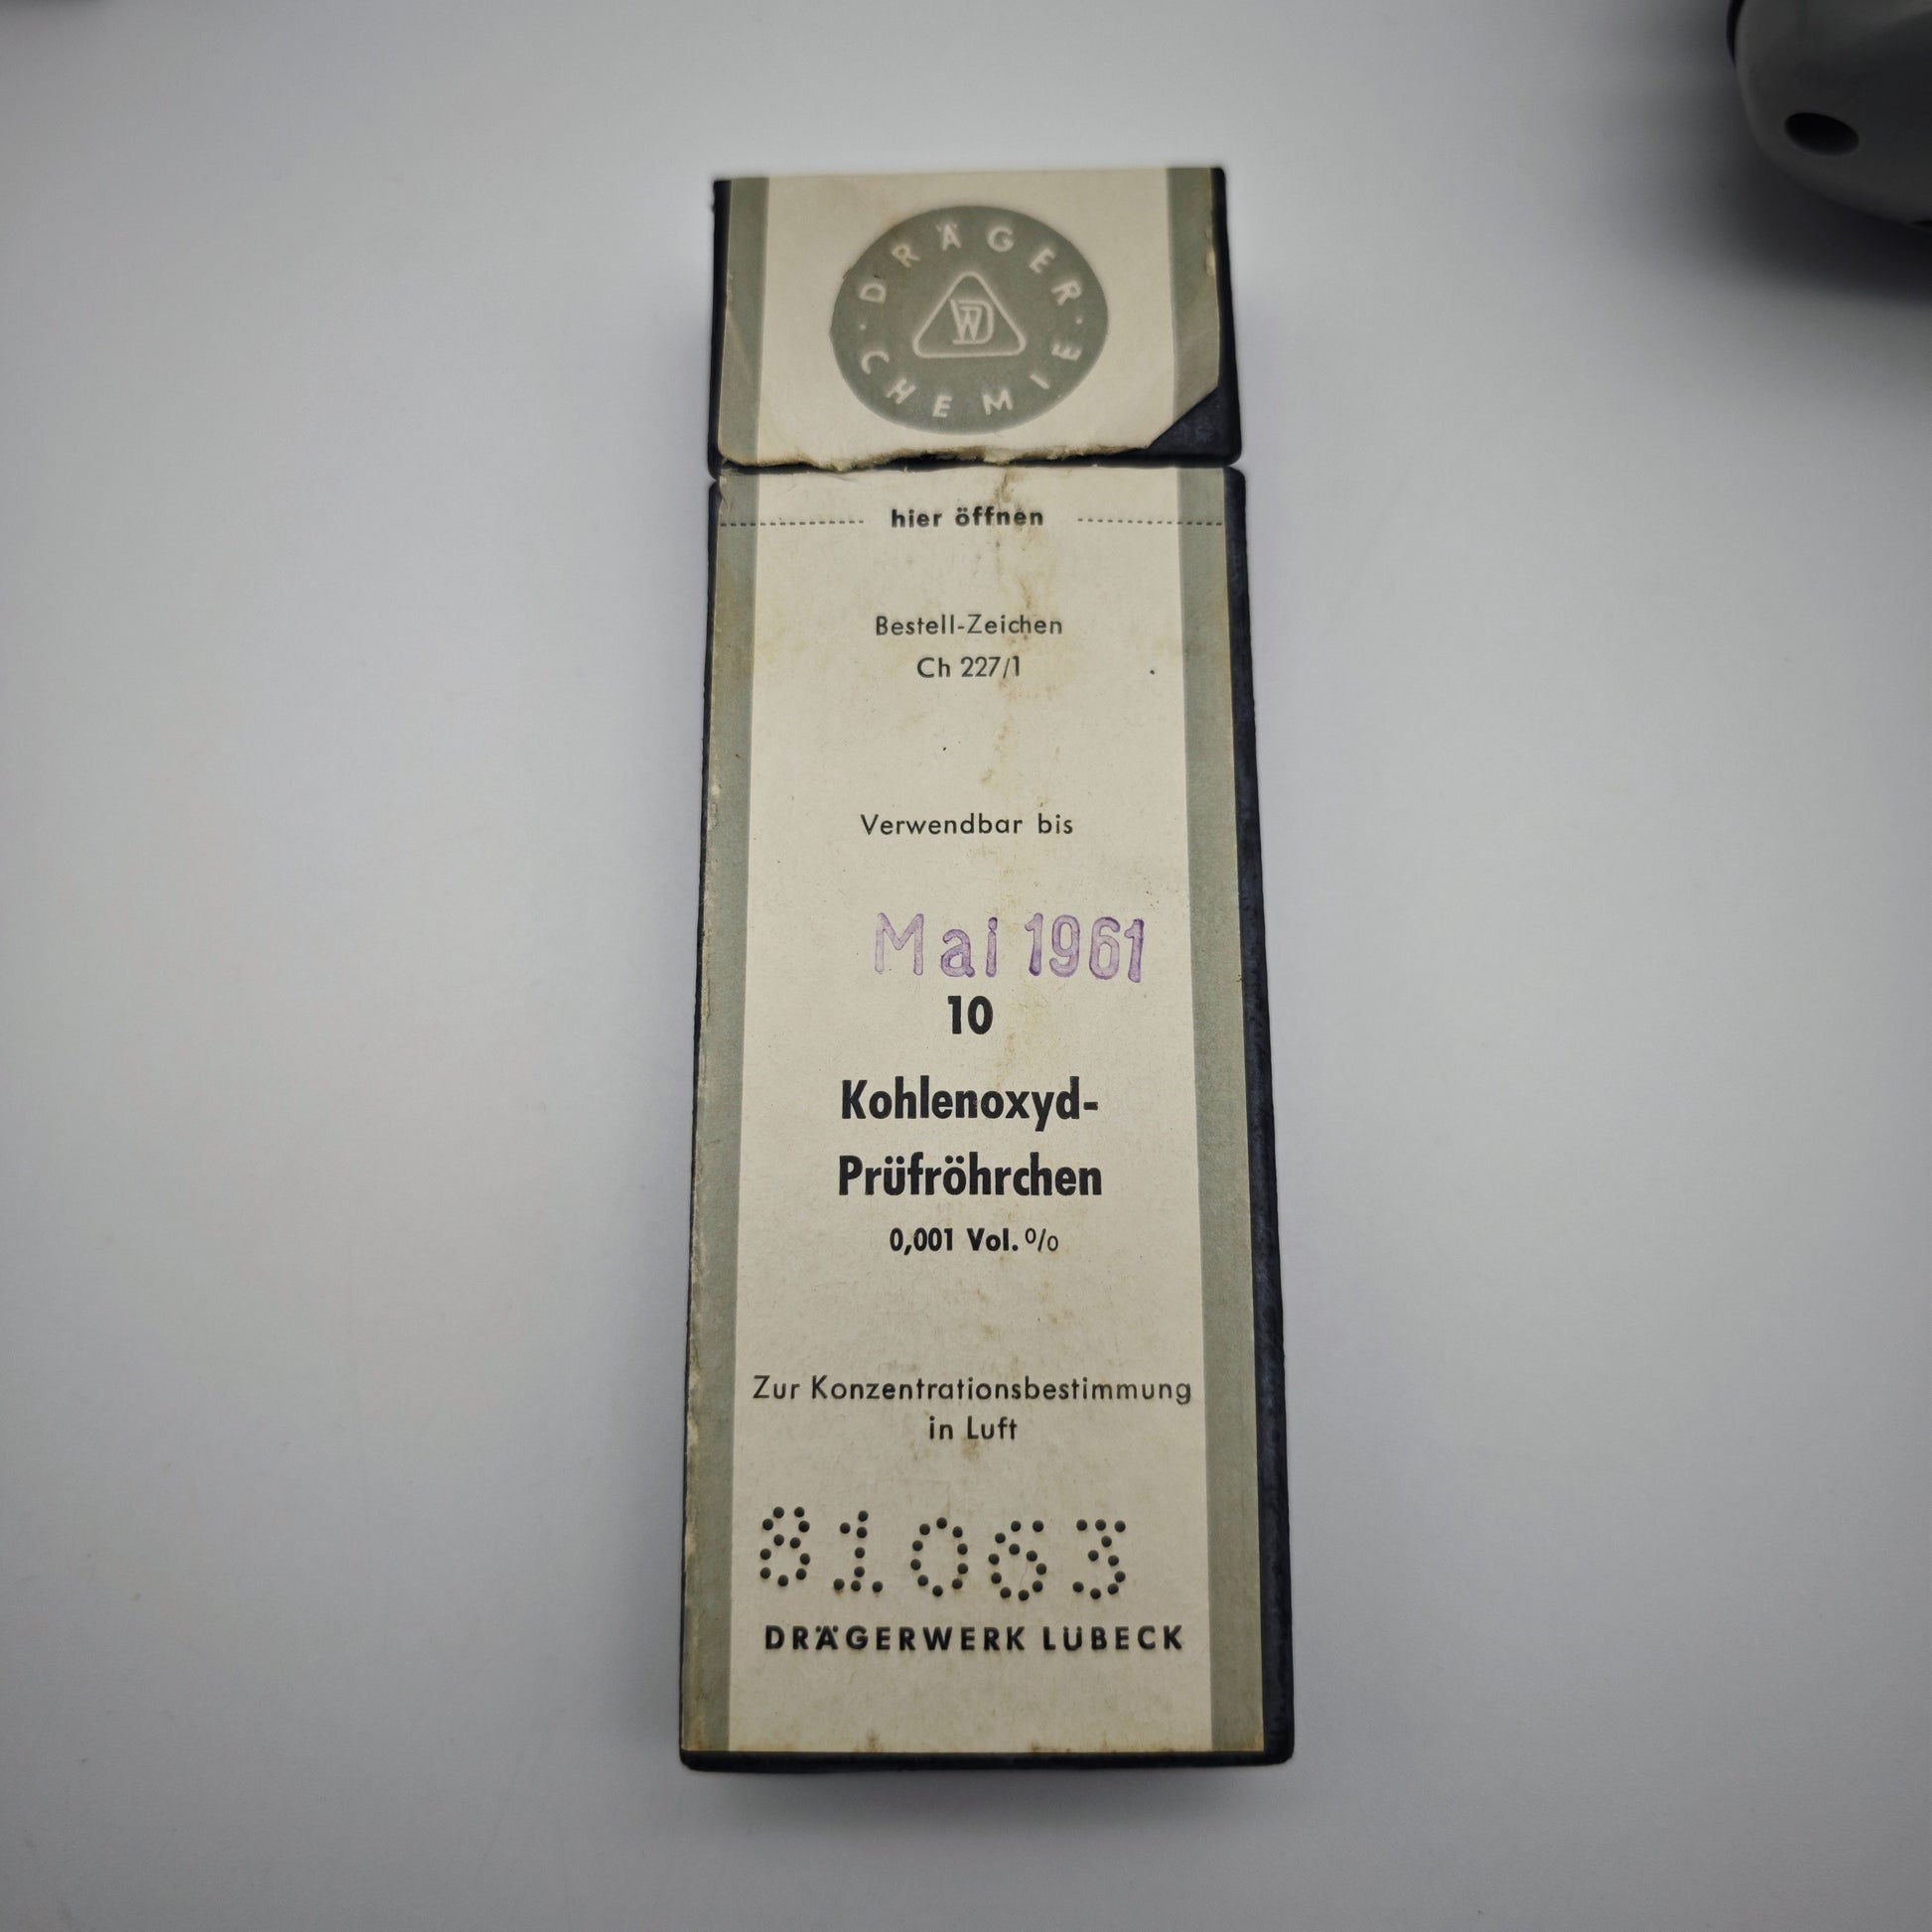 DRÄGER
DW
CHEMIE
hier öffnen
Bestell-Zeichen
Ch 227/1
Verwendbar bis
Mai 1961
10
Kohlenoxyd-
Prüfröhrchen
0,001 Vol.%
Zur Konzentrationsbestimmung
in Luft
81063
DRÄGERWERK LÜBECK